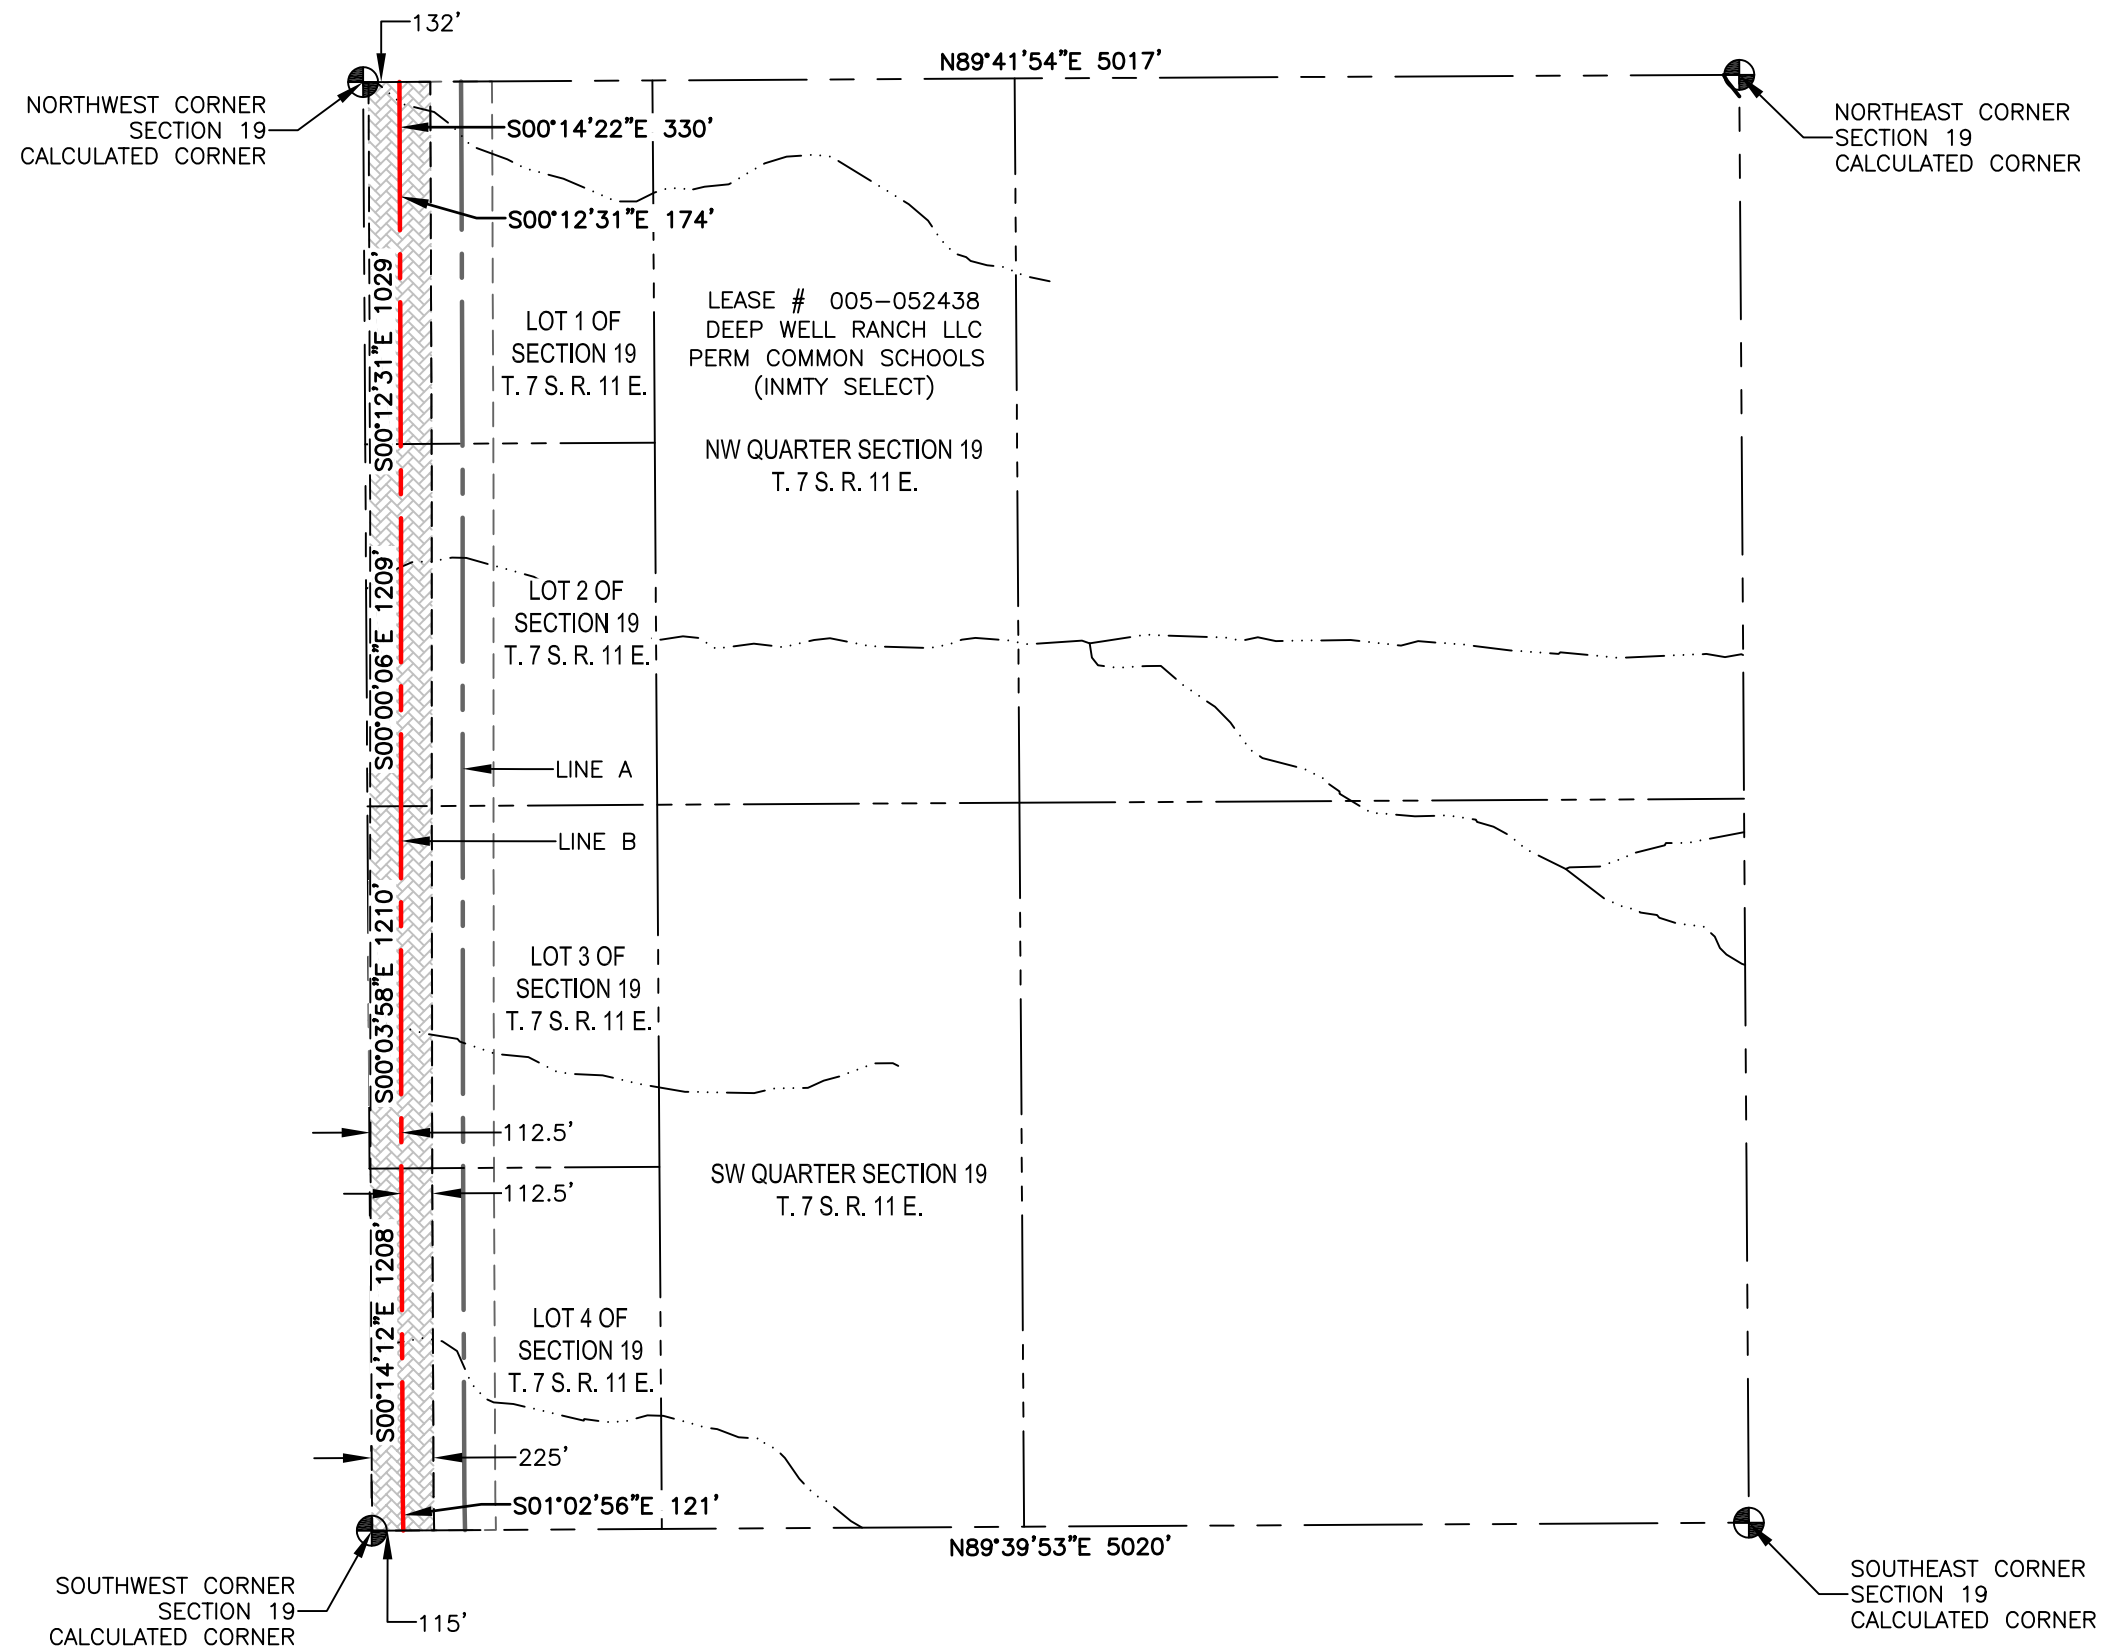 132'
N89°41'54"E 5017'
NORTHWEST CORNER
SECTION 19
CALCULATED CORNER
NORTHEAST CORNER
SECTION 19
CALCULATED CORNER
S00°14'22"E 330'
S00°12'31"E 174'
S00°12'31"E 1029'
LOT 1 OF
SECTION 19
T. 7 S. R. 11 E.
LEASE # 005-052438
DEEP WELL RANCH LLC
PERM COMMON SCHOOLS
(INMTY SELECT)
NW QUARTER SECTION 19
T. 7 S. R. 11 E.
S00°00'06"E 1209'
LOT 2 OF
SECTION 19
T. 7 S. R. 11 E.
LINE A
LINE B
S00°03'58"E 1210'
LOT 3 OF
SECTION 19
T. 7 S. R. 11 E.
112.5'
112.5'
SW QUARTER SECTION 19
T. 7 S. R. 11 E.
S00°14'12"E 1208'
LOT 4 OF
SECTION 19
T. 7 S. R. 11 E.
225'
S01°02'56"E 121'
N89°39'53"E 5020'
SOUTHWEST CORNER
SECTION 19
CALCULATED CORNER
115'
SOUTHEAST CORNER
SECTION 19
CALCULATED CORNER